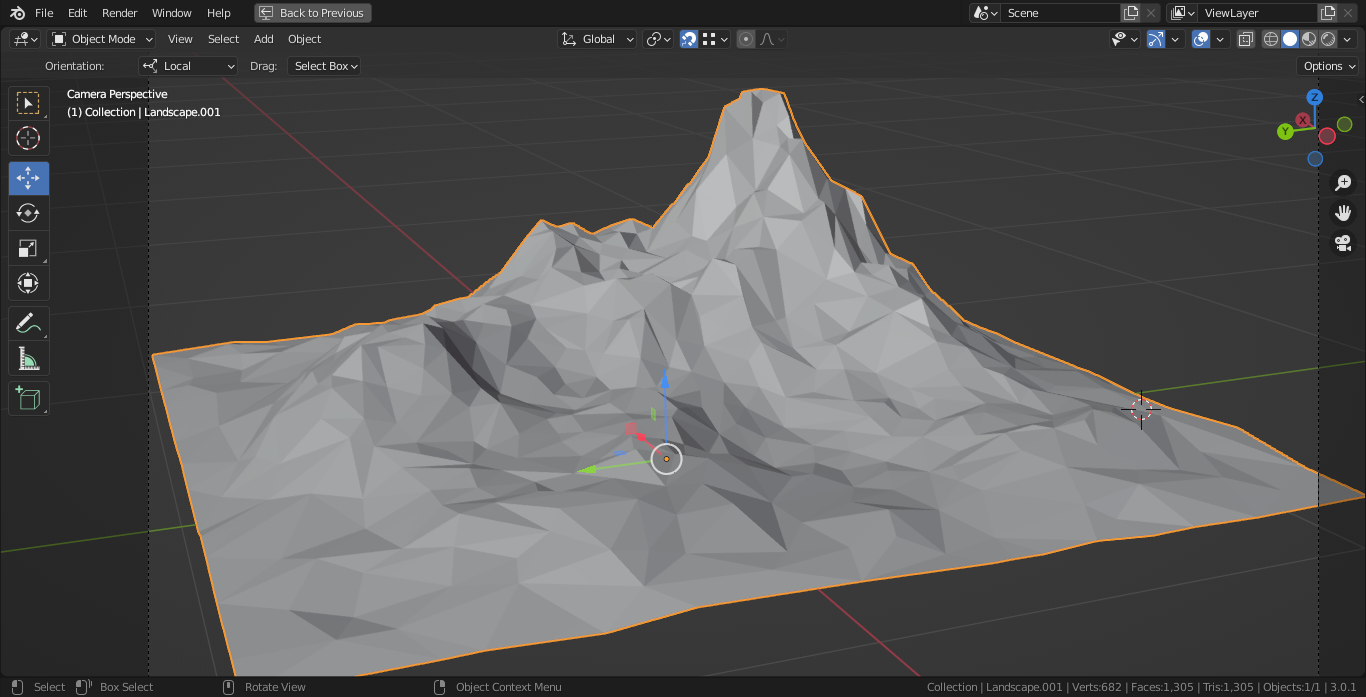 File Edit Render Window Help Back to Previous Scene ViewLayer
Object Mode View Select Add Object Global
Orientation: Local Drag: Select Box Options
Camera Perspective
(1) Collection | Landscape.001
Z
X
Y
Select Box Select Rotate View Object Context Menu Collection | Landscape.001 | Verts:682 | Faces:1,305 | Tris:1,305 | Objects:1/1 | 3.0.1